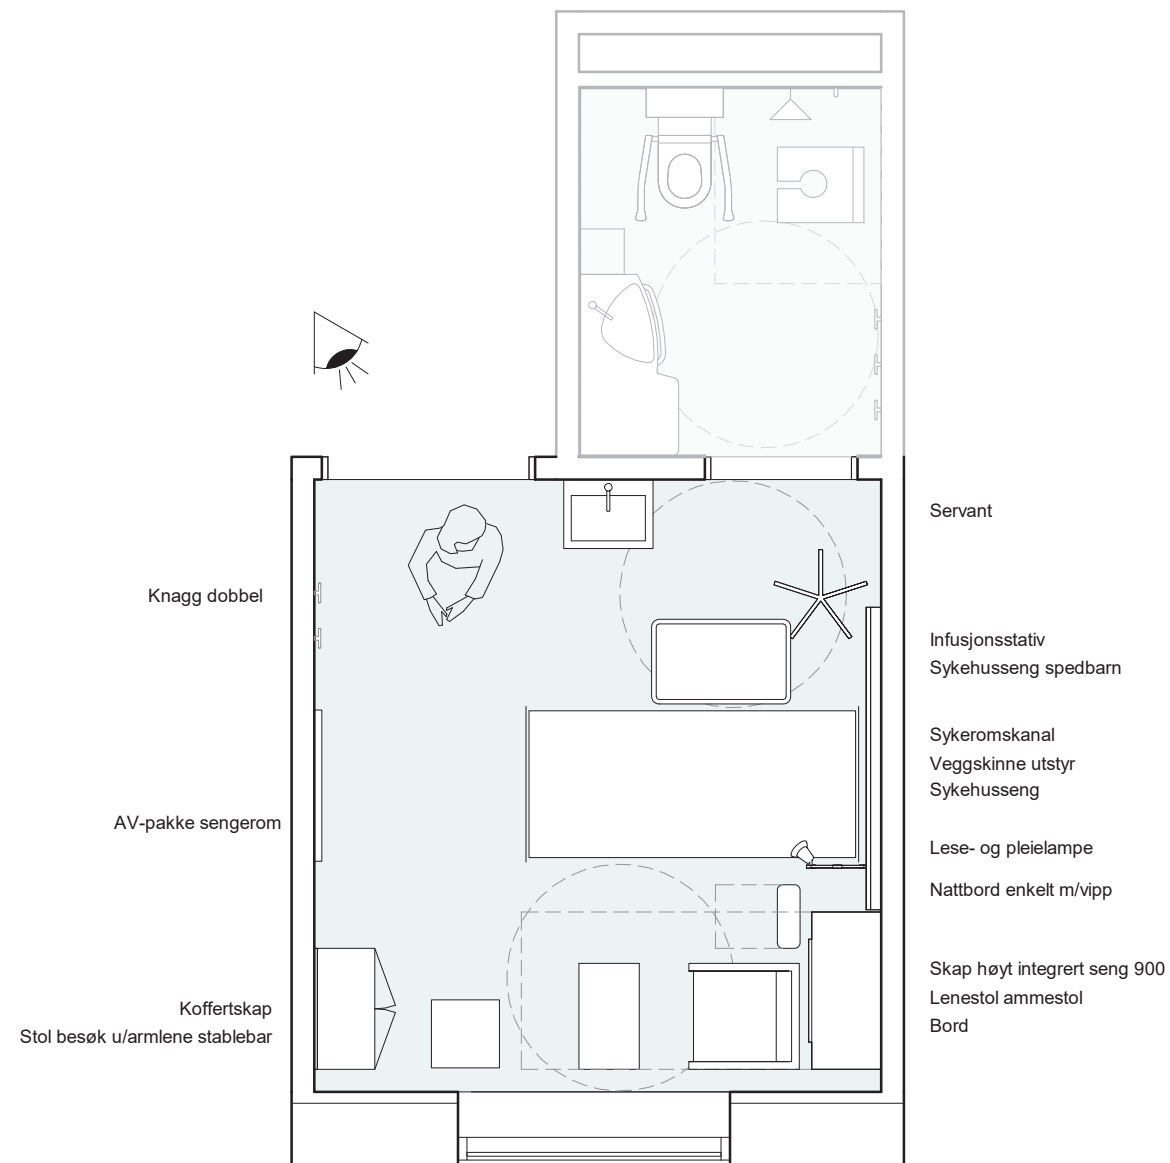 Servant
Knagg dobbel
Infusjonsstativ
Sykehusseng spedbarn
Sykeromskanal
Veggskinne utstyr
Sykehusseng
AV-pakke sengerom
Lese- og pleielampe
Nattbord enkelt m/vipp
Skap høyt integrert seng 900
Lenestol ammestol
Bord
Koffertskap
Stol besøk u/armlene stablebar